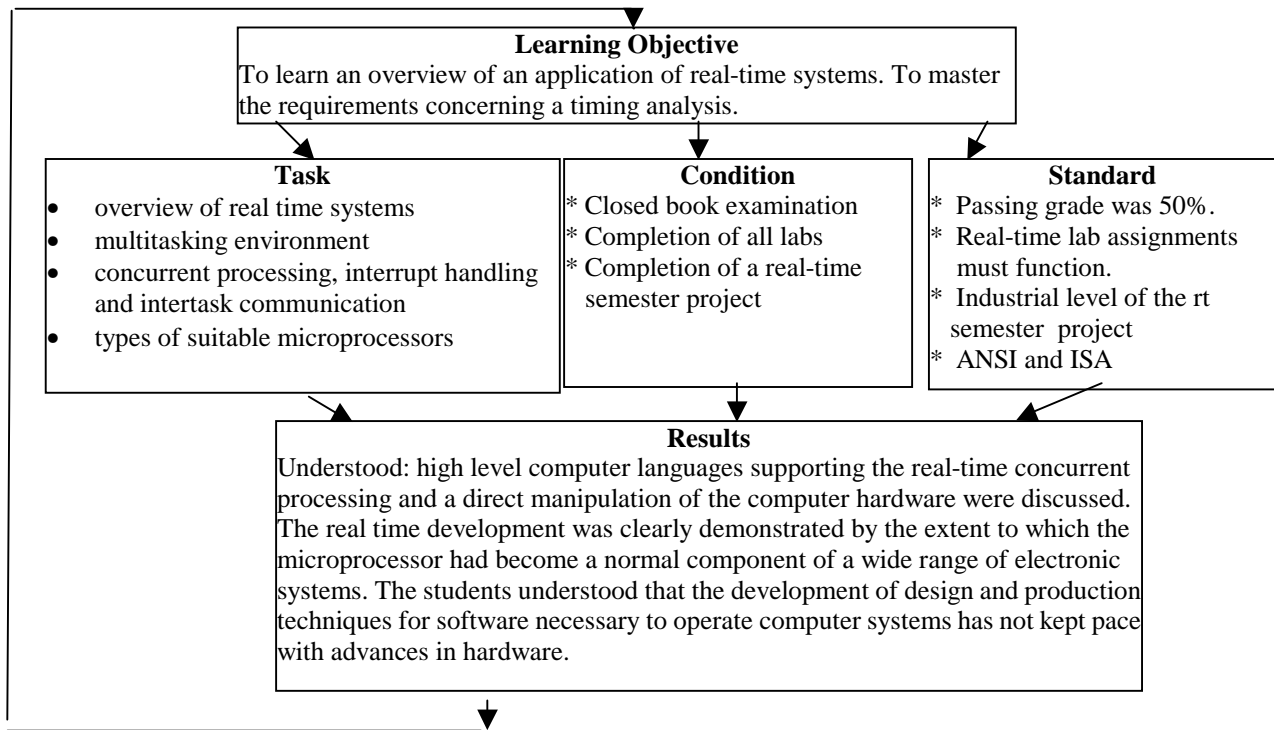 Learning Objective
To learn an overview of an application of real-time systems. To master
the requirements concerning a timing analysis.
Task
• overview of real time systems
• multitasking environment
• concurrent processing, interrupt handling
and intertask communication
• types of suitable microprocessors
Condition
* Closed book examination
* Completion of all labs
* Completion of a real-time
semester project
Standard
* Passing grade was 50%.
* Real-time lab assignments
must function.
* Industrial level of the rt
semester project
* ANSI and ISA
Results
Understood: high level computer languages supporting the real-time concurrent
processing and a direct manipulation of the computer hardware were discussed.
The real time development was clearly demonstrated by the extent to which the
microprocessor had become a normal component of a wide range of electronic
systems. The students understood that the development of design and production
techniques for software necessary to operate computer systems has not kept pace
with advances in hardware.